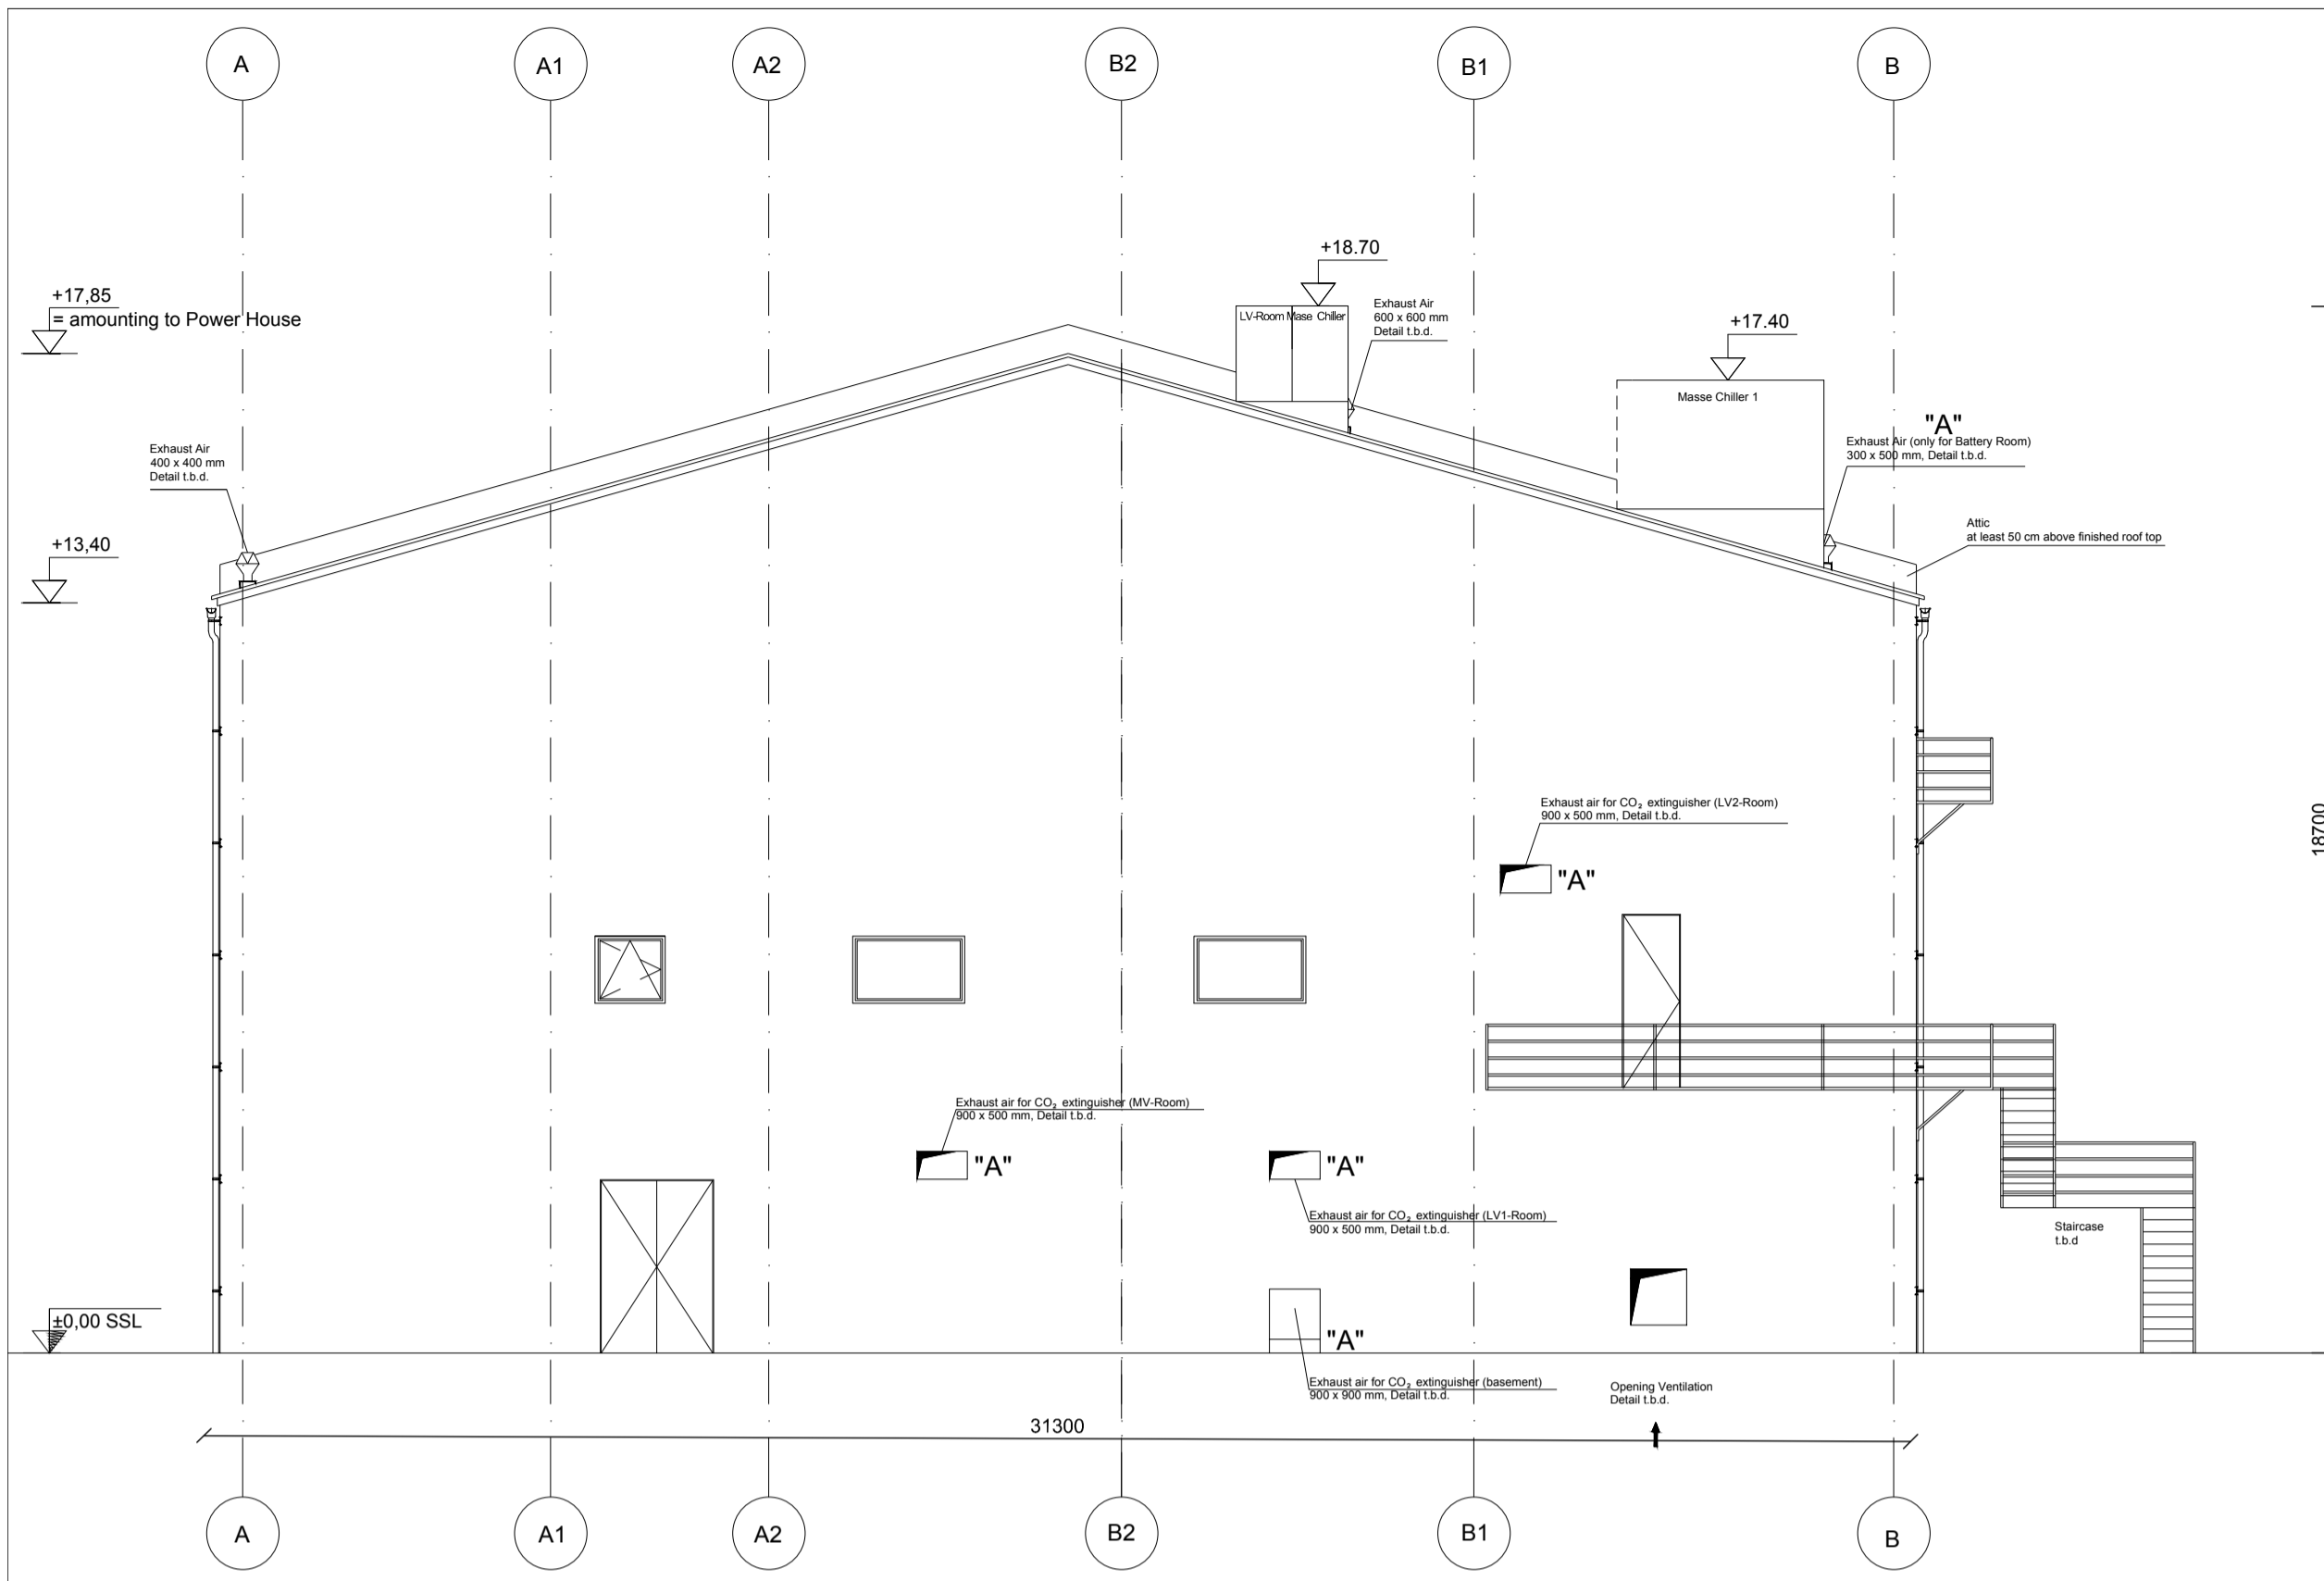 A
A1
A2
B2
B1
B
+18.70
+17,85
= amounting to Power House
LV-Room Mase Chiller
Exhaust Air
600 x 600 mm
Detail t.b.d.
+17.40
Masse Chiller 1
"A"
Exhaust Air (only for Battery Room)
300 x 500 mm, Detail t.b.d.
Exhaust Air
400 x 400 mm
Detail t.b.d.
Attic
at least 50 cm above finished roof top
+13,40
Exhaust air for CO₂ extinguisher (LV2-Room)
900 x 500 mm, Detail t.b.d.
18700
"A"
Exhaust air for CO₂ extinguisher (MV-Room)
900 x 500 mm, Detail t.b.d.
"A"
"A"
Exhaust air for CO₂ extinguisher (LV1-Room)
900 x 500 mm, Detail t.b.d.
Staircase
t.b.d
±0,00 SSL
"A"
Exhaust air for CO₂ extinguisher (basement)
900 x 900 mm, Detail t.b.d.
Opening Ventilation
Detail t.b.d.
31300
A
A1
A2
B2
B1
B